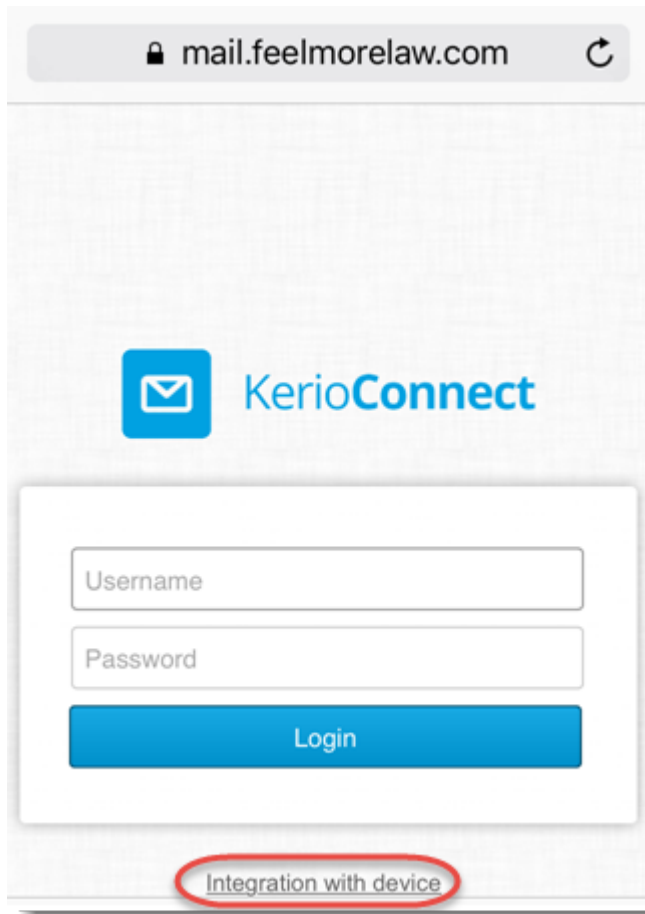 mail.feelmorelaw.com
KerioConnect
Username
Password
Login
Integration with device